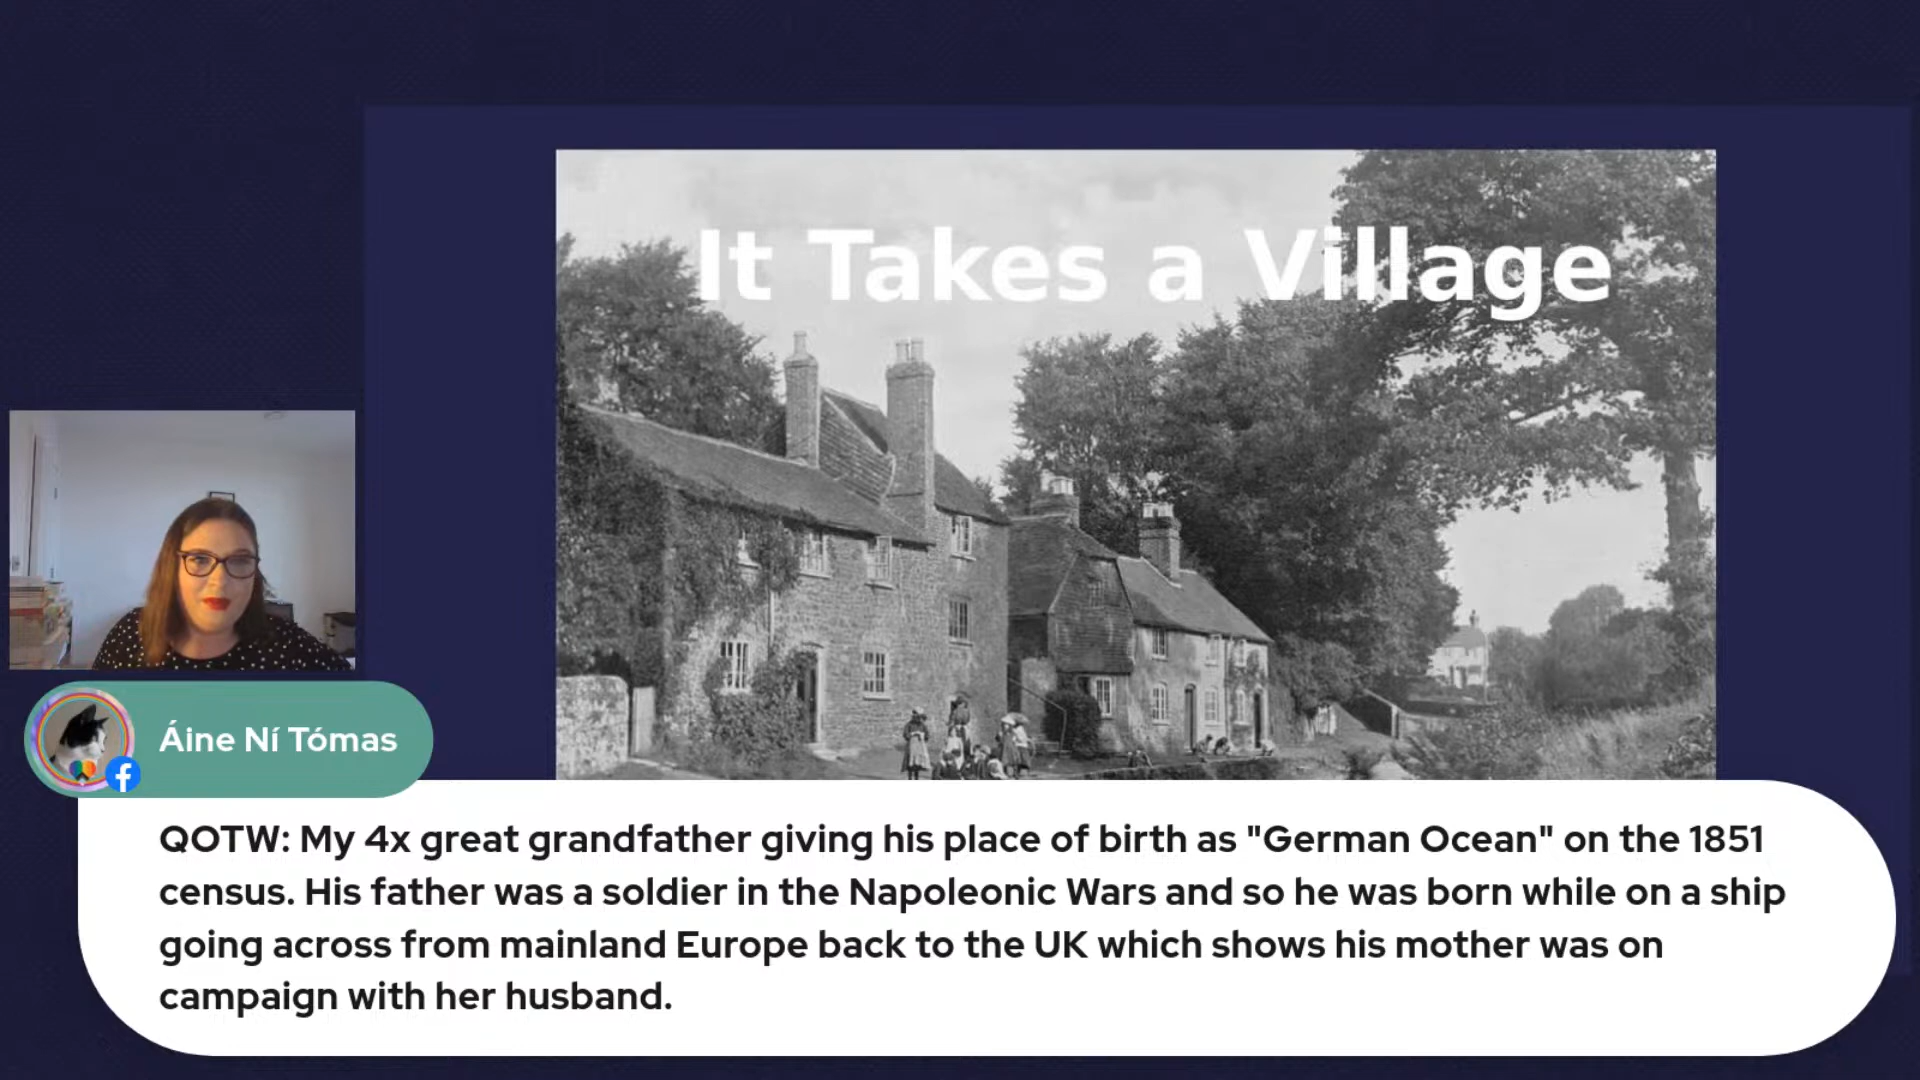 It Takes a Village
Áine Ní Tómas
QOTW: My 4x great grandfather giving his place of birth as "German Ocean" on the 1851
census. His father was a soldier in the Napoleonic Wars and so he was born while on a ship
going across from mainland Europe back to the UK which shows his mother was on
campaign with her husband.